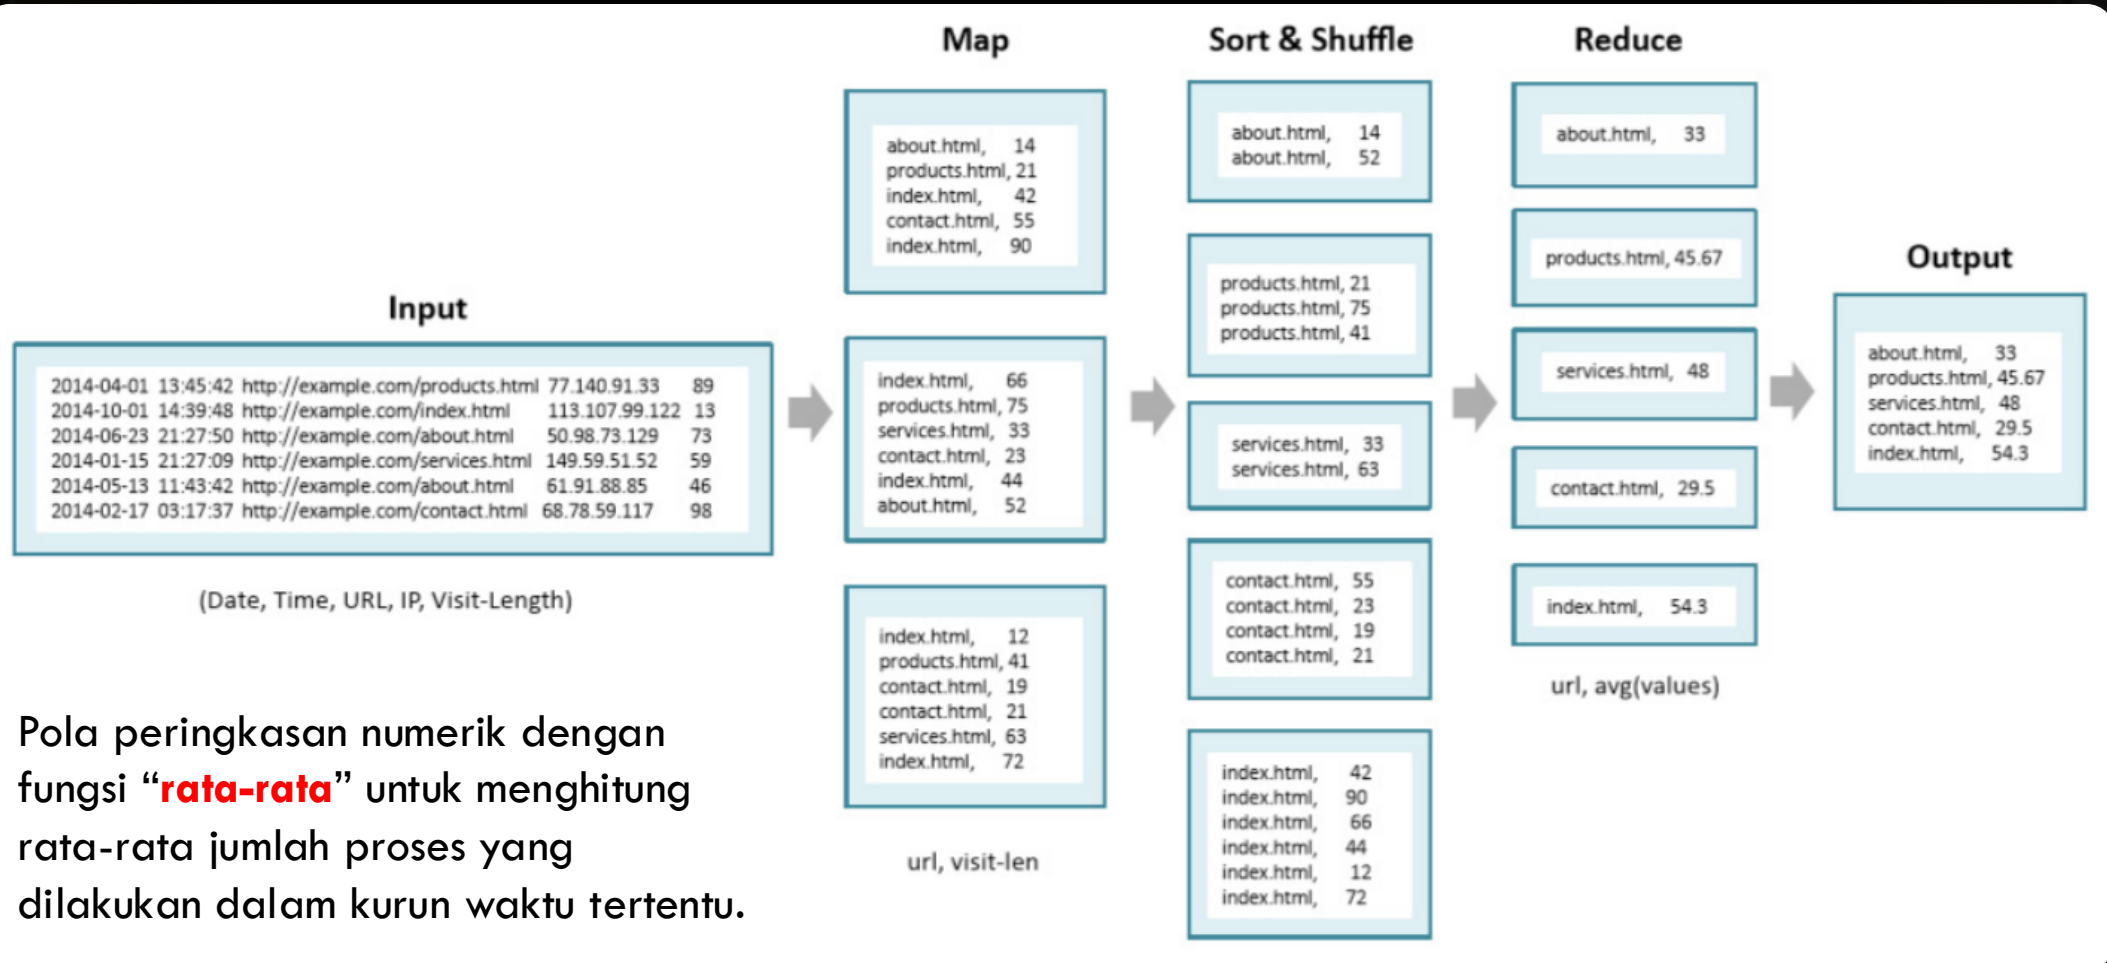 Input
2014-04-01 13:45:42 http://example.com/products.html 77.140.91.33 89
2014-10-01 14:39:48 http://example.com/index.html 113.107.99.122 13
2014-06-23 21:27:50 http://example.com/about.html 50.98.73.129 73
2014-01-15 21:27:09 http://example.com/services.html 149.59.51.52 59
2014-05-13 11:43:42 http://example.com/about.html 61.91.88.85 46
2014-02-17 03:17:37 http://example.com/contact.html 68.78.59.117 98
(Date, Time, URL, IP, Visit-Length)
Pola peringkasan numerik dengan
fungsi “rata-rata” untuk menghitung
rata-rata jumlah proses yang
dilakukan dalam kurun waktu tertentu.
Map
about.html, 14
products.html, 21
index.html, 42
contact.html, 55
index.html, 90
index.html, 66
products.html, 75
services.html, 33
contact.html, 23
index.html, 44
about.html, 52
index.html, 12
products.html, 41
contact.html, 19
contact.html, 21
services.html, 63
index.html, 72
url, visit-len
Sort & Shuffle
about.html, 14
about.html, 52
products.html, 21
products.html, 75
products.html, 41
services.html, 33
services.html, 63
contact.html, 55
contact.html, 23
contact.html, 19
contact.html, 21
index.html, 42
index.html, 90
index.html, 66
index.html, 44
index.html, 12
index.html, 72
Reduce
about.html, 33
products.html, 45.67
services.html, 48
contact.html, 29.5
index.html, 54.3
url, avg(values)
Output
about.html, 33
products.html, 45.67
services.html, 48
contact.html, 29.5
index.html, 54.3